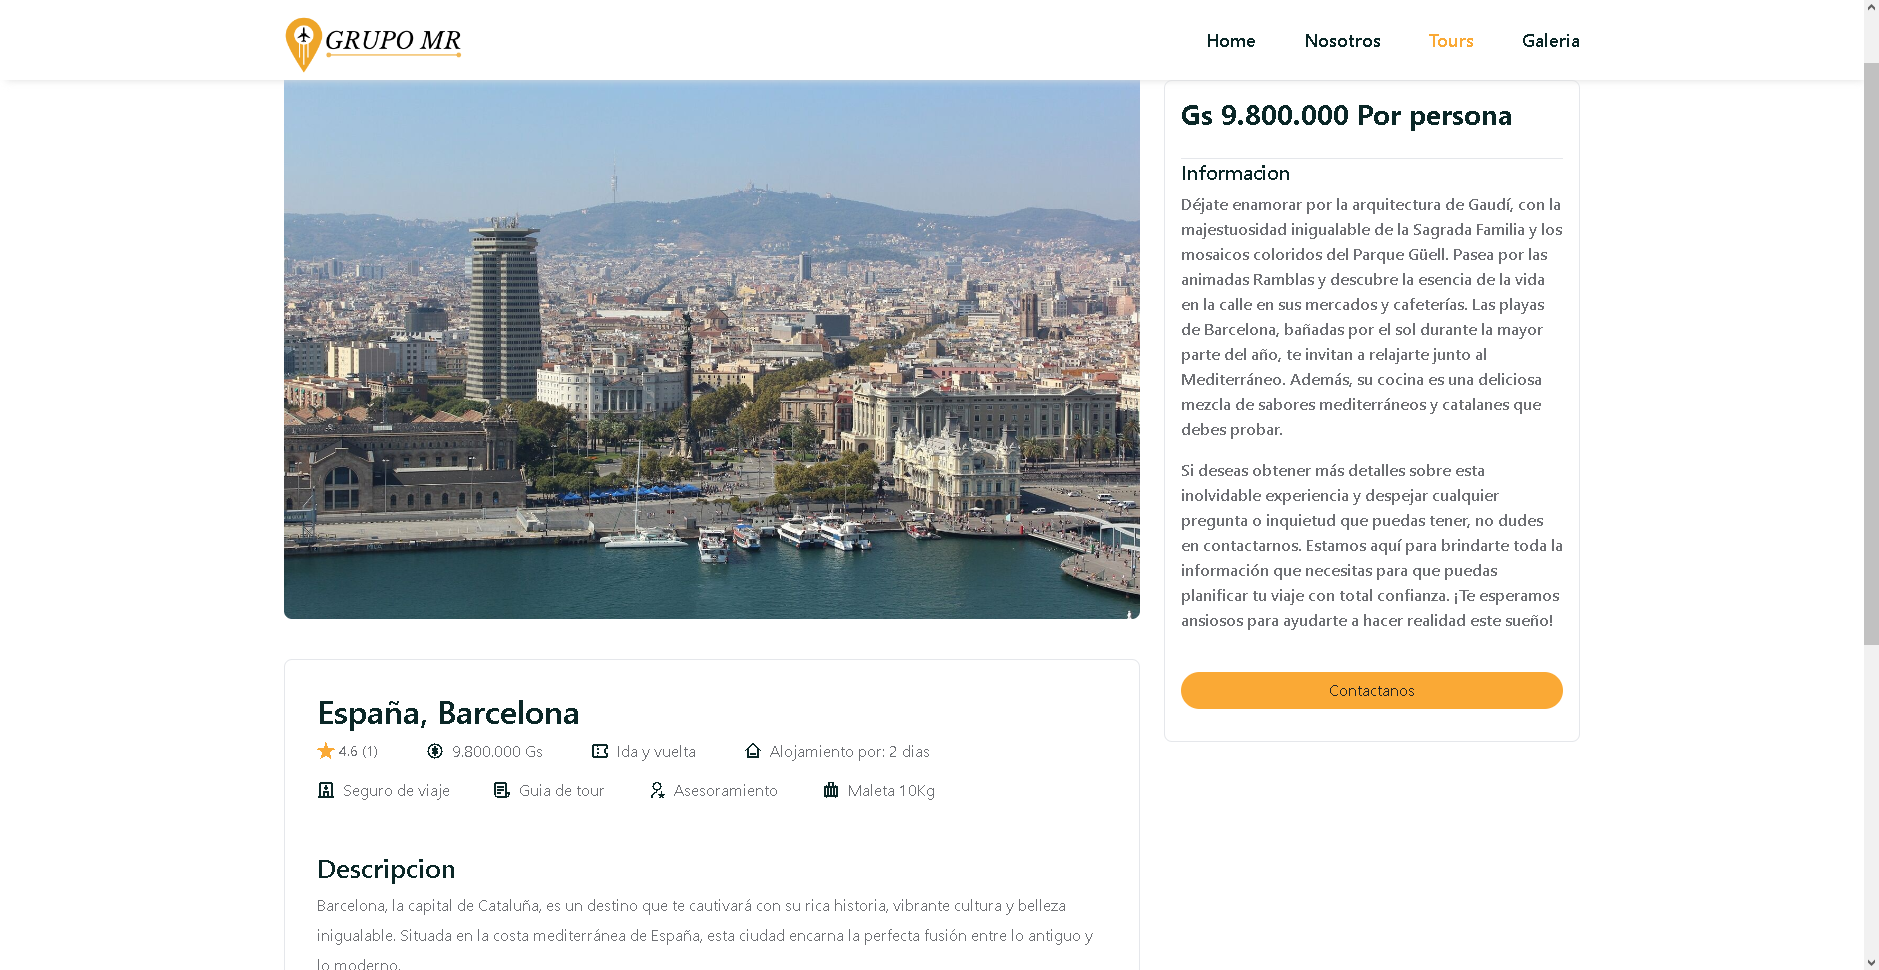 GRUPO MR
Home Nosotros Tours Galeria
Gs 9.800.000 Por persona
Informacion
Déjate enamorar por la arquitectura de Gaudí, con la
majestuosidad inigualable de la Sagrada Familia y los
mosaicos coloridos del Parque Güell. Pasea por las
animadas Ramblas y descubre la esencia de la vida
en la calle en sus mercados y cafeterías. Las playas
de Barcelona, bañadas por el sol durante la mayor
parte del año, te invitan a relajarte junto al
Mediterráneo. Además, su cocina es una deliciosa
mezcla de sabores mediterráneos y catalanes que
debes probar.
Si deseas obtener más detalles sobre esta
inolvidable experiencia y despejar cualquier
pregunta o inquietud que puedas tener, no dudes
en contactarnos. Estamos aquí para brindarte toda la
información que necesitas para que puedas
planificar tu viaje con total confianza. ¡Te esperamos
ansiosos para ayudarte a hacer realidad este sueño!
Contactanos
España, Barcelona
4.6 (1) 9.800.000 Gs Ida y vuelta Alojamiento por: 2 dias
Seguro de viaje Guia de tour Asesoramiento Maleta 10Kg
Descripcion
Barcelona, la capital de Cataluña, es un destino que te cautivará con su rica historia, vibrante cultura y belleza
inigualable. Situada en la costa mediterránea de España, esta ciudad encarna la perfecta fusión entre lo antiguo y
lo moderno.